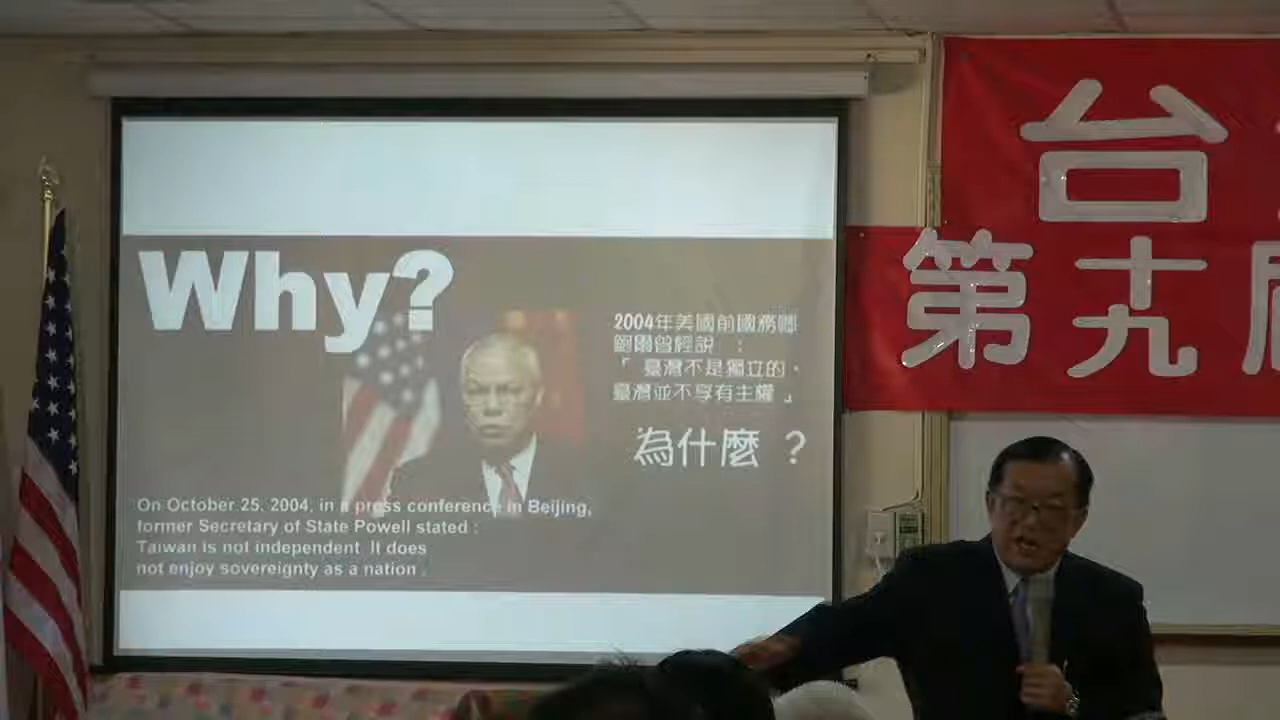 Why?
2004年美國前國務卿
鮑爾曾經說 ：
「 臺灣不是獨立的，
臺灣並不享有主權 」
為什麼 ？
On October 25, 2004, in a press conference in Beijing,
former Secretary of State Powell stated :
Taiwan is not independent. It does
not enjoy sovereignty as a nation .
台
第十九屆